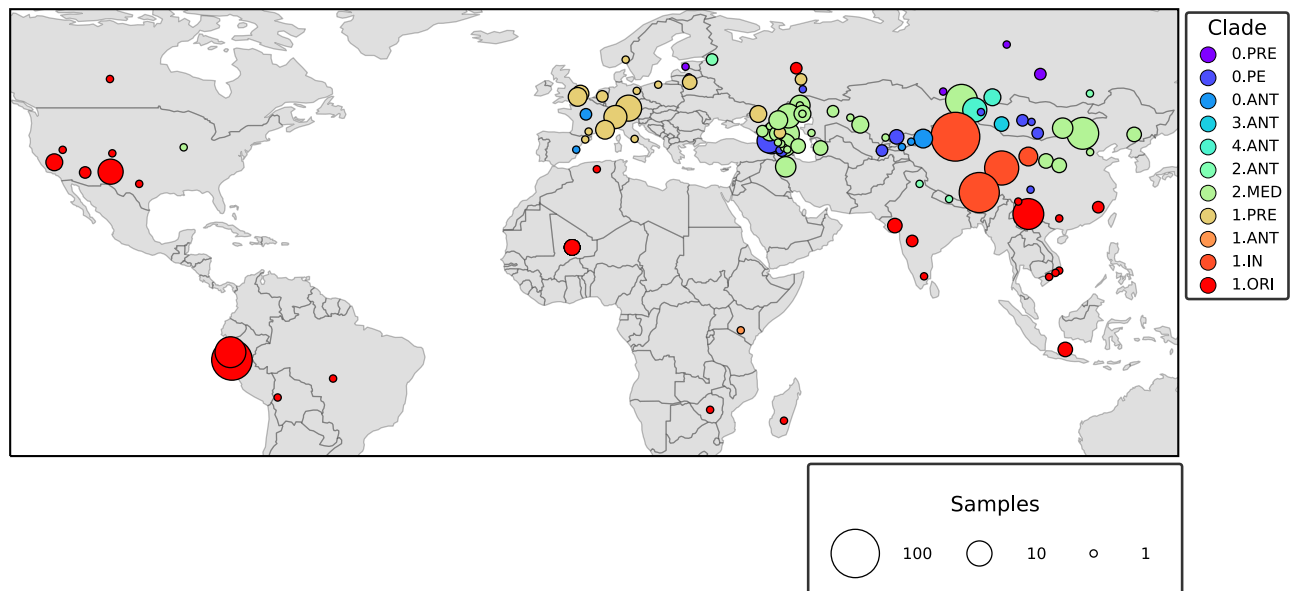 Clade
0.PRE
0.PE
0.ANT
3.ANT
4.ANT
2.ANT
2.MED
1.PRE
1.ANT
1.IN
1.ORI
Samples
100 10 1